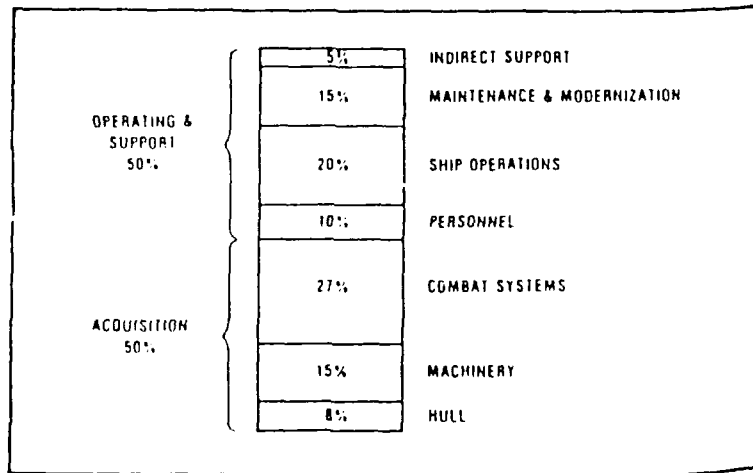 5% INDIRECT SUPPORT
15% MAINTENANCE & MODERNIZATION
OPERATING &
SUPPORT
50%
20% SHIP OPERATIONS
10% PERSONNEL
27% COMBAT SYSTEMS
ACQUISITION
50%
15% MACHINERY
8% HULL